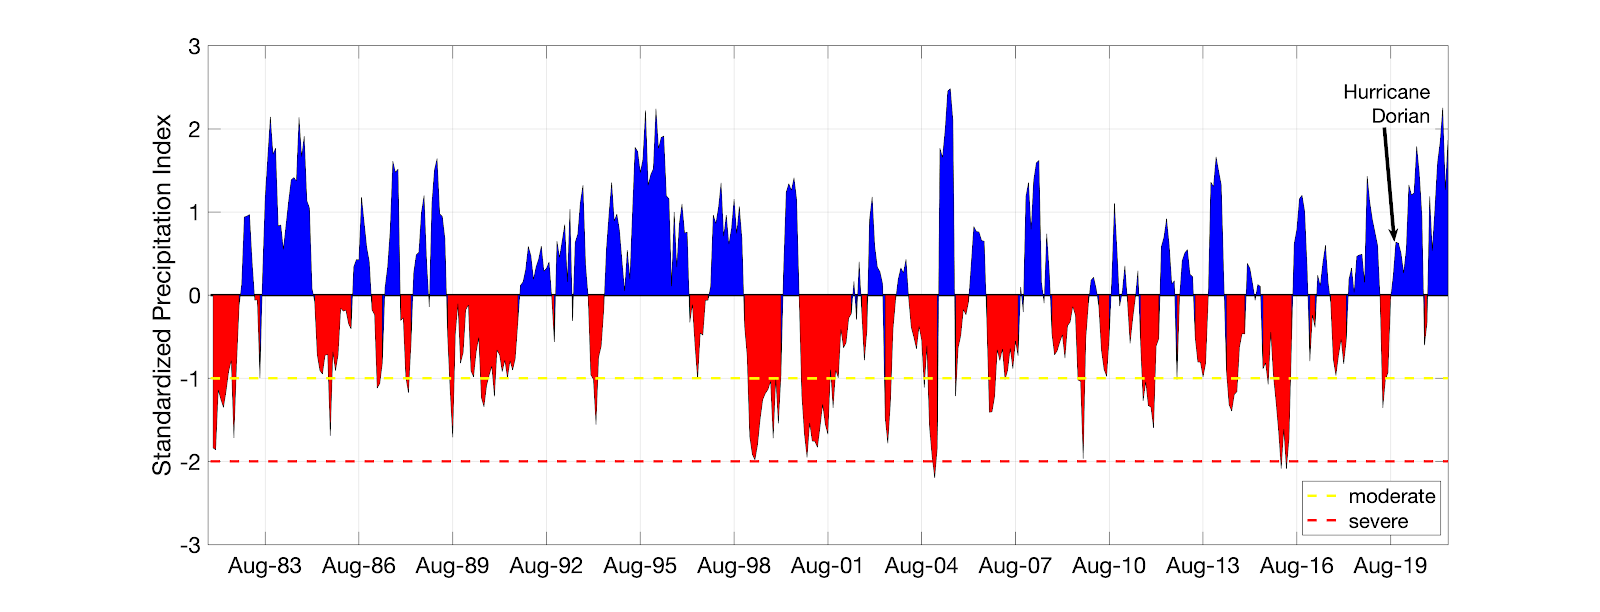 Standardized Precipitation Index
3
2
1
0
-1
-2
-3
Hurricane
Dorian
moderate
severe
Aug-83 Aug-86 Aug-89 Aug-92 Aug-95 Aug-98 Aug-01 Aug-04 Aug-07 Aug-10 Aug-13 Aug-16 Aug-19